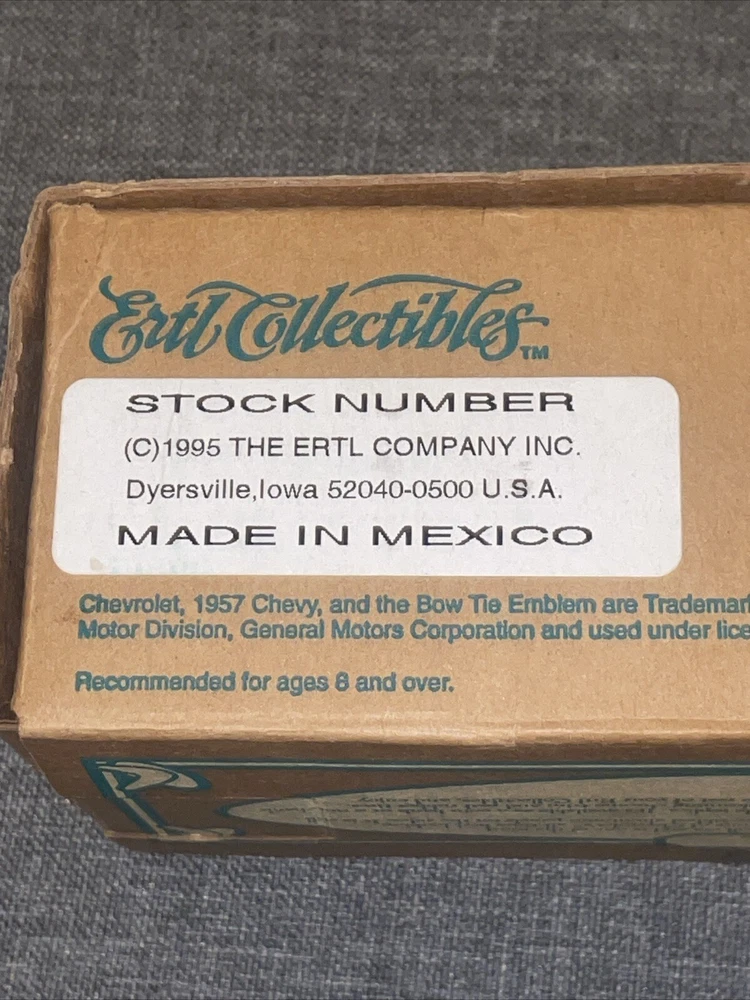 Ertl Collectibles™
STOCK NUMBER
(C)1995 THE ERTL COMPANY INC.
Dyersville,Iowa 52040-0500 U.S.A.
MADE IN MEXICO
Chevrolet, 1957 Chevy, and the Bow Tie Emblem are
Motor Division, General Motors Corporation and used under
Recommended for ages 8 and over.